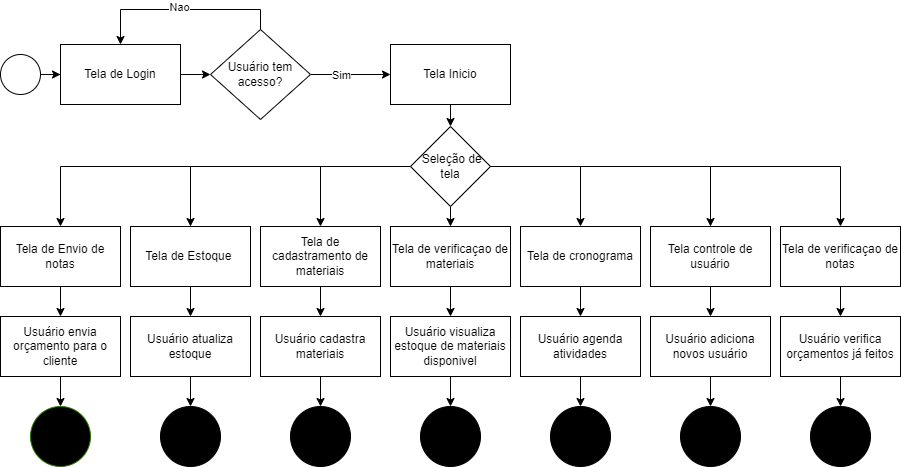 Nao
Tela de Login
Usuário tem
acesso?
Sim
Tela Inicio
Seleção de
tela
Tela de Envio de
notas
Tela de Estoque
Tela de
cadastramento de
materiais
Tela de verificaçao de
materiais
Tela de cronograma
Tela controle de
usuário
Tela de verificaçao de
notas
Usuário envia
orçamento para o
cliente
Usuário atualiza
estoque
Usuário cadastra
materiais
Usuário visualiza
estoque de materiais
disponivel
Usuário agenda
atividades
Usuário adiciona
novos usuário
Usuário verifica
orçamentos já feitos